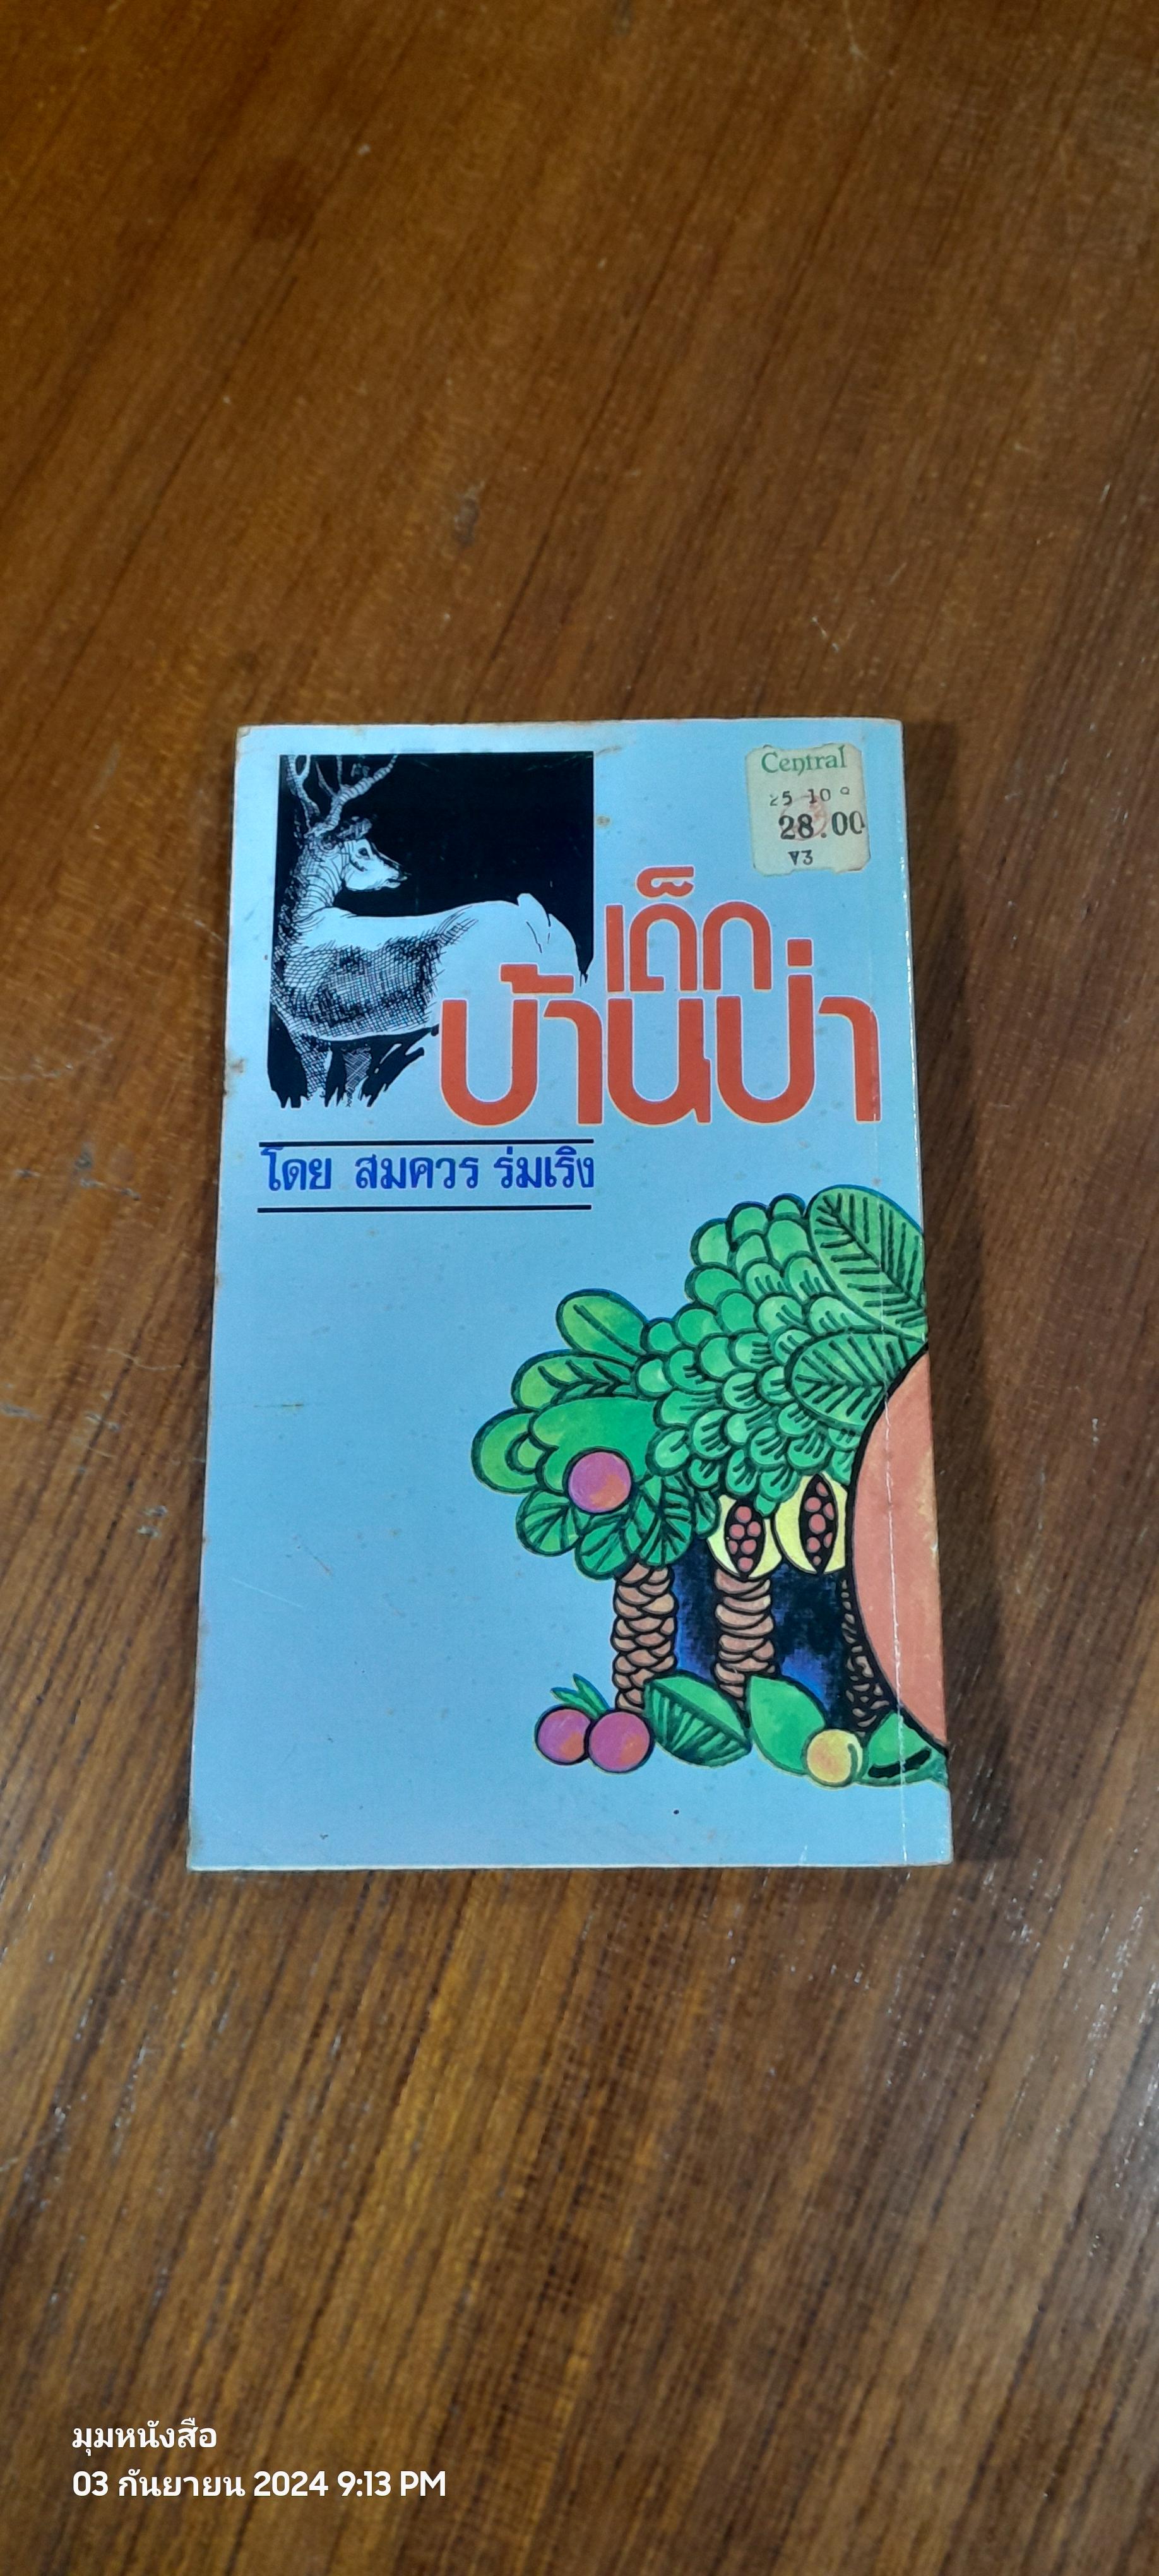 Central
25 10 9
28.00
V3
เด็ก
บ้านป่า
โดย สมควร ร่มเริง
มุมหนังสือ
03 กันยายน 2024 9:13 PM